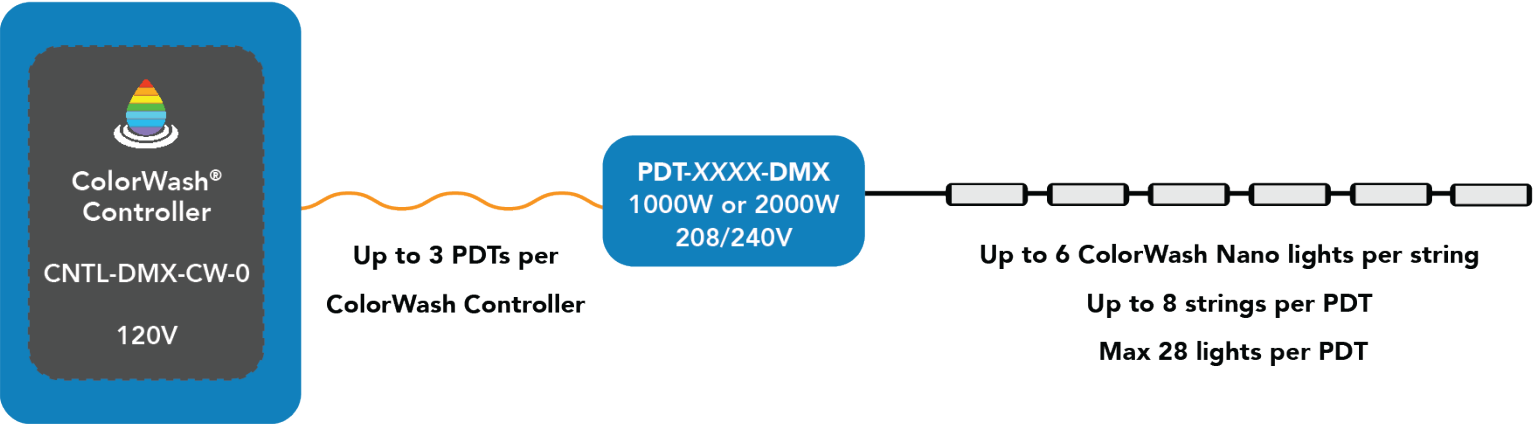 ColorWash®
Controller
CNTL-DMX-CW-0
120V
Up to 3 PDTs per
ColorWash Controller
PDT-XXXX-DMX
1000W or 2000W
208/240V
Up to 6 ColorWash Nano lights per string
Up to 8 strings per PDT
Max 28 lights per PDT